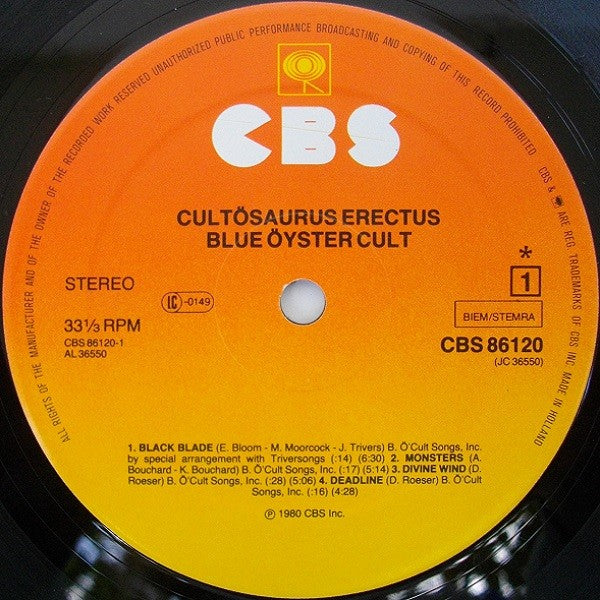 ALL RIGHTS OF THE MANUFACTURER AND OF THE OWNER OF THE RECORDED WORK RESERVED UNAUTHORIZED PUBLIC PERFORMANCE BROADCASTING AND COPYING OF THIS RECORD PROHIBITED
CBS & ARE REG. TRADEMARKS OF CBS INC. MADE IN HOLLAND
CBS
CULTÖSAURUS ERECTUS
BLUE ÖYSTER CULT
STEREO
IC -0149
* 1
BIEM/STEMRA
33⅓ RPM
CBS 86120-1
AL 36550
CBS 86120
(JC 36550)
1. BLACK BLADE (E. Bloom - M. Moorcock - J. Trivers) B. Ö'Cult Songs, Inc.
by special arrangement with Triversongs (:14) (6:30) 2. MONSTERS (A.
Bouchard - K. Bouchard) B. Ö'Cult Songs, Inc. (:17) (5:14) 3. DIVINE WIND (D.
Roeser) B. Ö'Cult Songs, Inc. (:28) (5:06) 4. DEADLINE (D. Roeser) B. Ö'Cult
Songs, Inc. (:16) (4:28)
℗ 1980 CBS Inc.